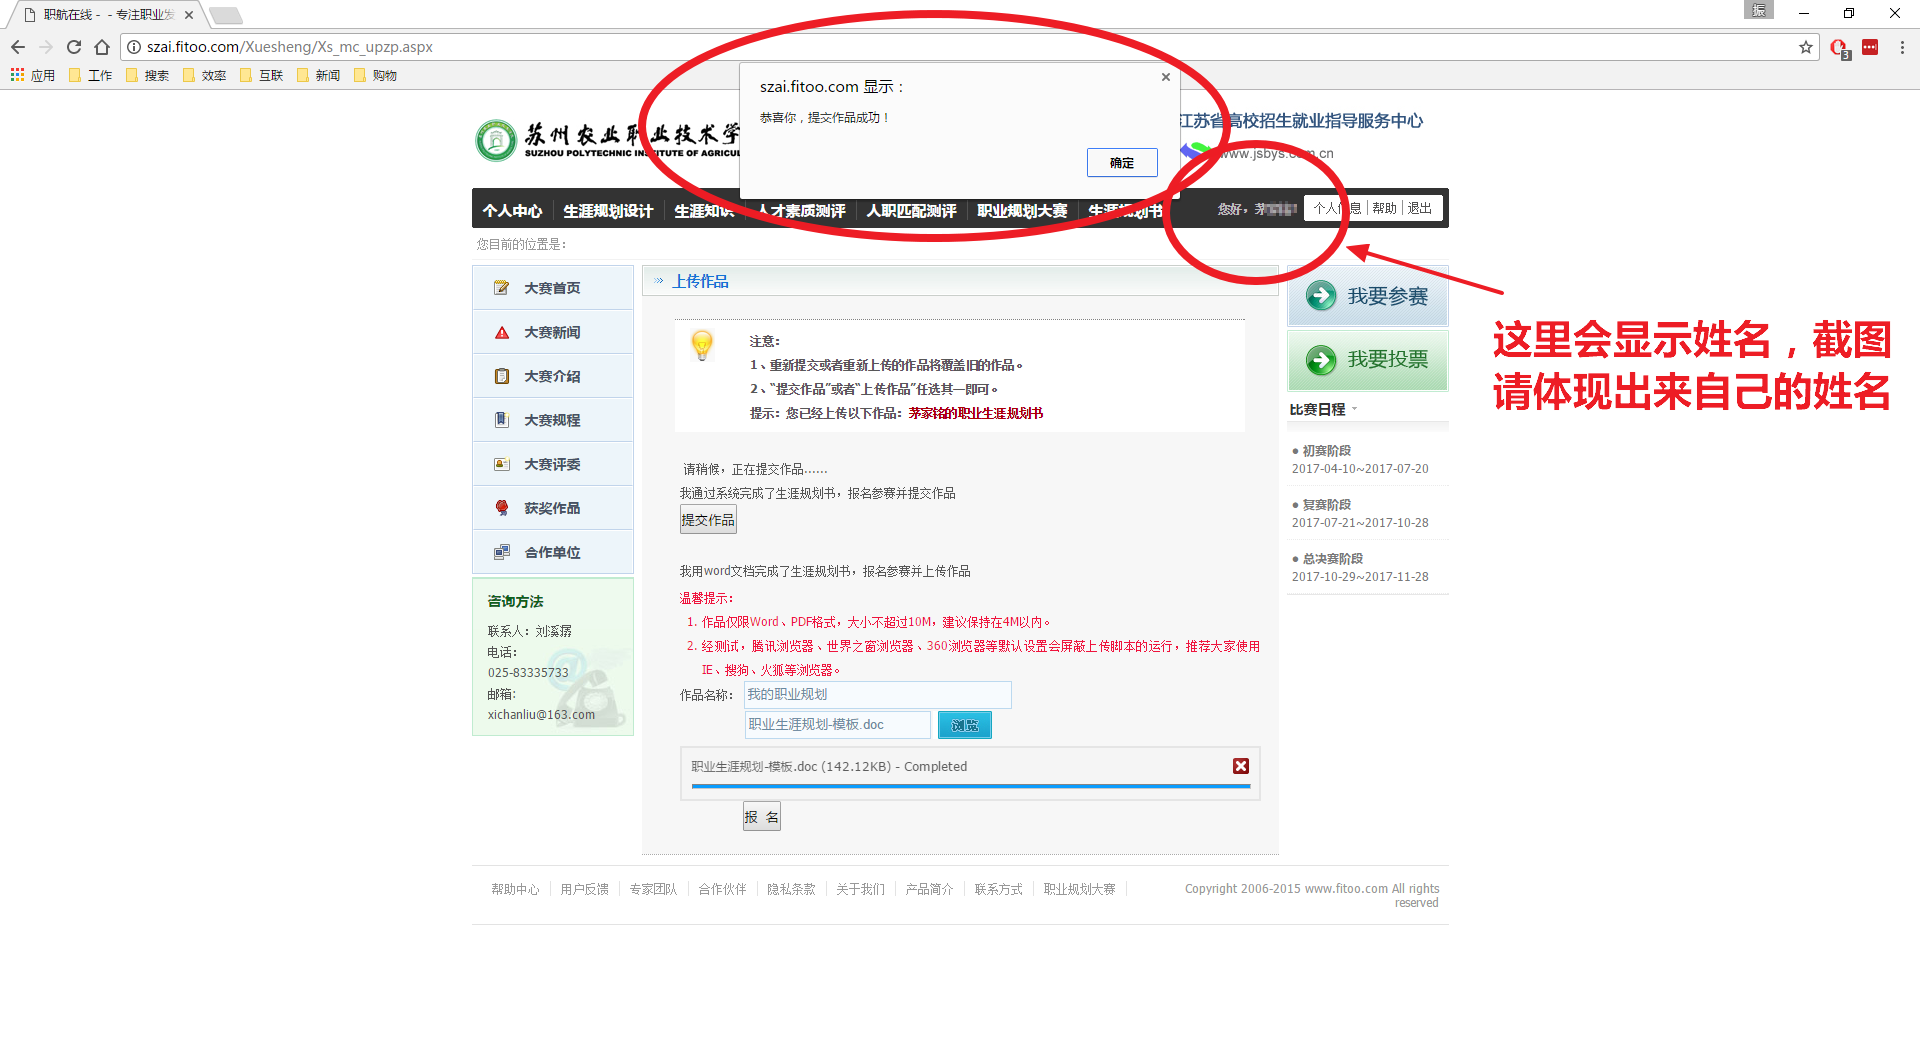 职航在线 - - 专注职业发
振
szai.fitoo.com/Xuesheng/Xs_mc_upzp.aspx
3
应用
工作
搜索
效率
互联
新闻
购物
szai.fitoo.com 显示：
恭喜你，提交作品成功！
确定
苏州农业职业技术学
SUZHOU POLYTECHNIC INSTITUTE OF AGRICUL
江苏省高校招生就业指导服务中心
www.jsbys.com.cn
个人中心
生涯规划设计
生涯知识
人才素质测评
人职匹配测评
职业规划大赛
生涯规划书
您好，茅
个人信息
帮助
退出
您目前的位置是：
大赛首页
大赛新闻
大赛介绍
大赛规程
大赛评委
获奖作品
合作单位
咨询方法
联系人：刘溪孱
电话：
025-83335733
邮箱：
xichanliu@163.com
上传作品
注意：
1、重新提交或者重新上传的作品将覆盖旧的作品。
2、“提交作品”或者“上传作品”任选其一即可。
提示：您已经上传以下作品：茅家铭的职业生涯规划书
请稍候，正在提交作品......
我通过系统完成了生涯规划书，报名参赛并提交作品
提交作品
我用word文档完成了生涯规划书，报名参赛并上传作品
温馨提示：
1. 作品仅限Word、PDF格式，大小不超过10M，建议保持在4M以内。
2. 经测试，腾讯浏览器、世界之窗浏览器、360浏览器等默认设置会屏蔽上传脚本的运行，推荐大家使用
IE、搜狗、火狐等浏览器。
作品名称：
我的职业规划
职业生涯规划-模板.doc
浏览
职业生涯规划-模板.doc (142.12KB) - Completed
报 名
我要参赛
我要投票
比赛日程
● 初赛阶段
2017-04-10~2017-07-20
● 复赛阶段
2017-07-21~2017-10-28
● 总决赛阶段
2017-10-29~2017-11-28
这里会显示姓名，截图
请体现出来自己的姓名
帮助中心
用户反馈
专家团队
合作伙伴
隐私条款
关于我们
产品简介
联系方式
职业规划大赛
Copyright 2006-2015 www.fitoo.com All rights
reserved